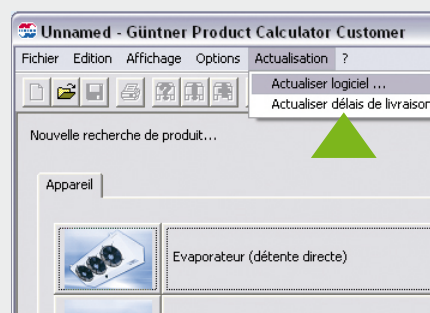 Unnamed - Güntner Product Calculator Customer
Fichier Edition Affichage Options Actualisation ?
Actualiser logiciel ...
Actualiser délais de livraison
Nouvelle recherche de produit...
Appareil
Evaporateur (détente directe)